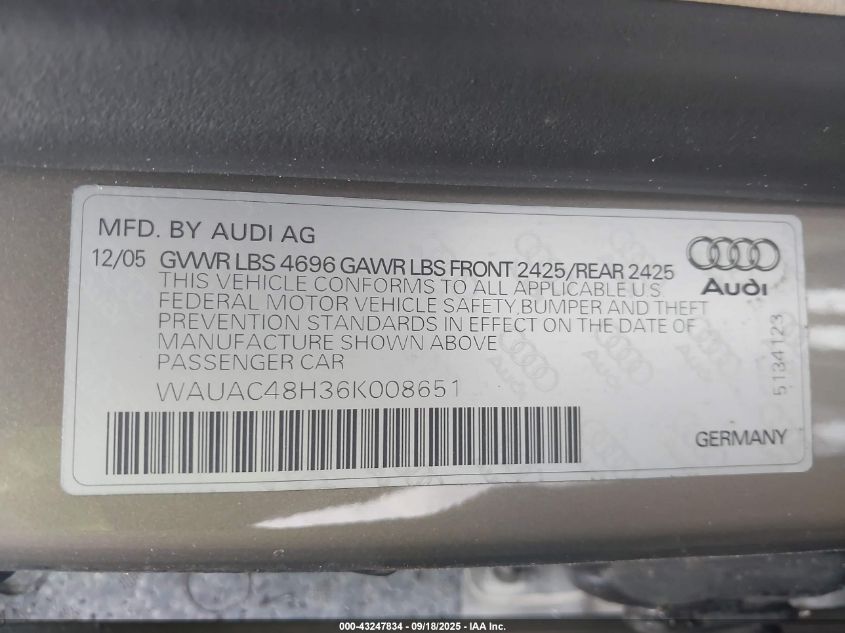 MFD. BY AUDI AG
12/05 GVWR LBS 4696 GAWR LBS FRONT 2425/REAR 2425
THIS VEHICLE CONFORMS TO ALL APPLICABLE U.S
FEDERAL MOTOR VEHICLE SAFETY,BUMPER AND THEFT
PREVENTION STANDARDS IN EFFECT ON THE DATE OF
MANUFACTURE SHOWN ABOVE
PASSENGER CAR
WAUAC48H36K008651
Audi
5134123
GERMANY
000-43247834 - 09/18/2025 - IAA Inc.